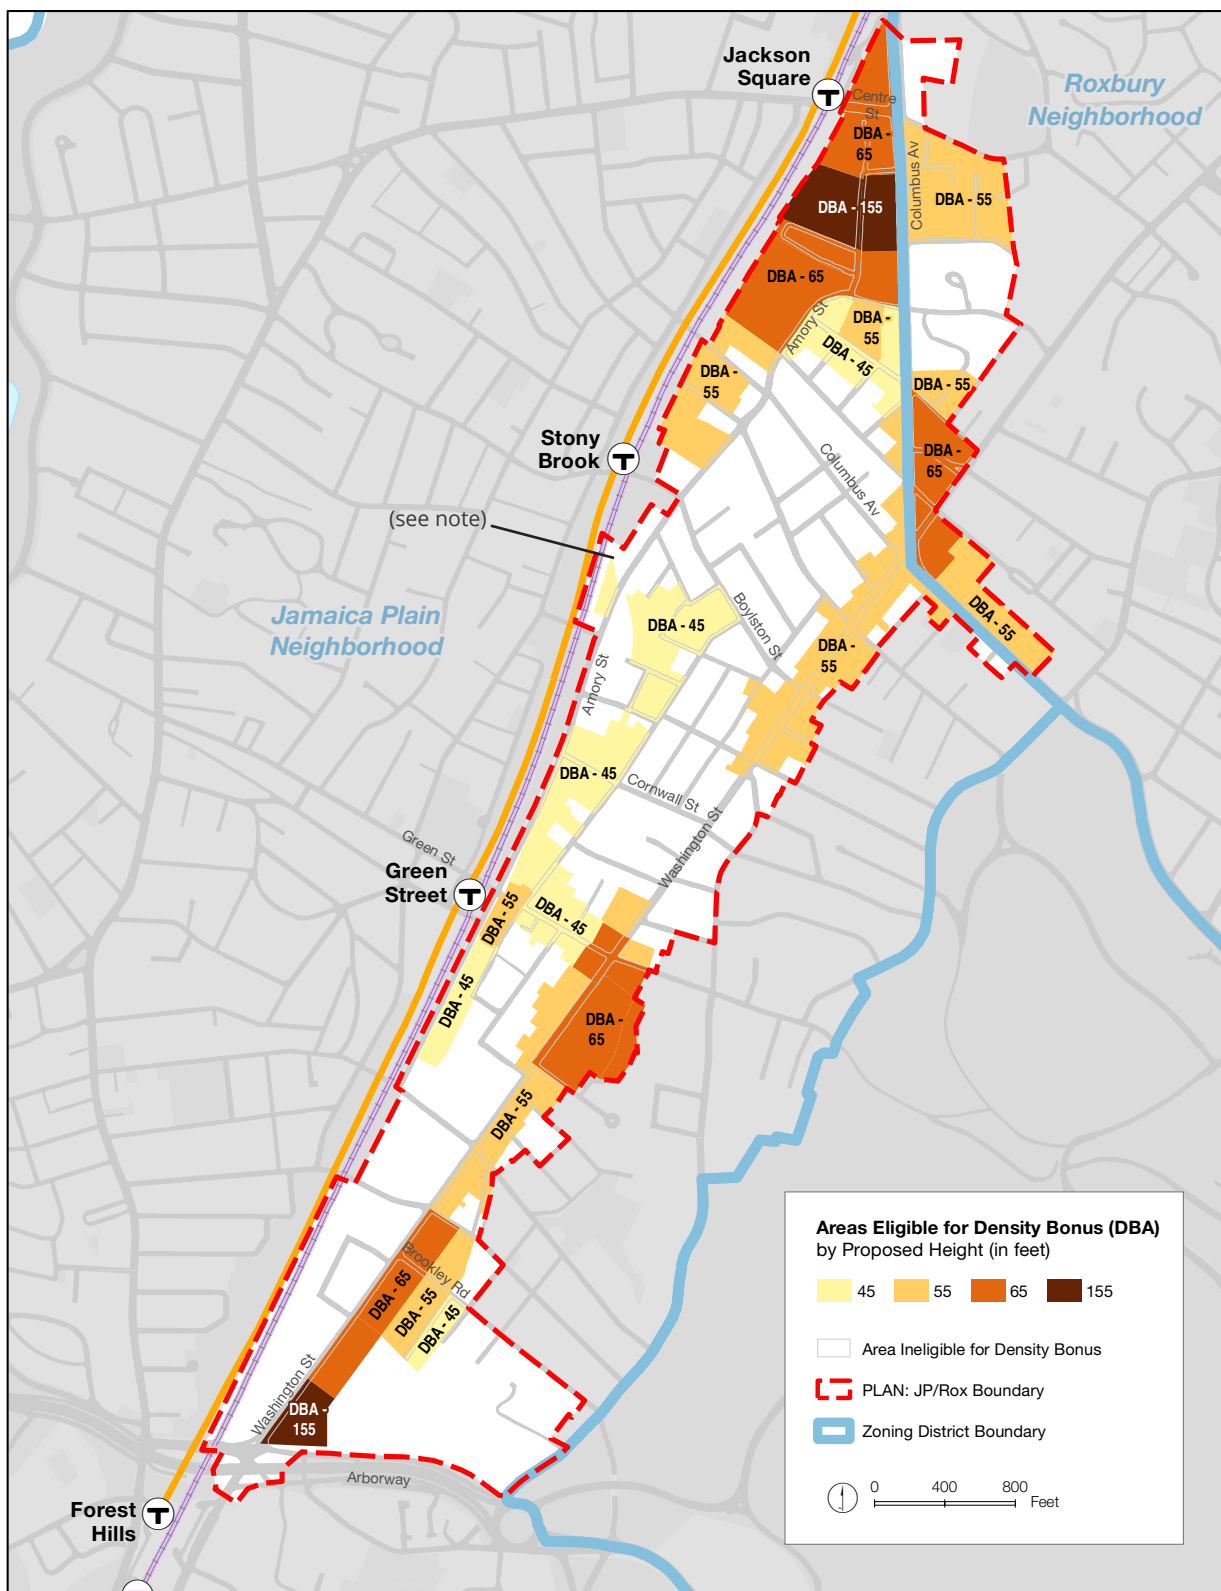 Jackson
Square
T
Centre
St
Roxbury
Neighborhood
DBA -
65
Columbus Av
DBA - 155
DBA - 55
DBA - 65
Amory St
DBA -
55
DBA - 45
DBA -
55
DBA - 55
Stony
Brook
T
Columbus Av
DBA -
65
(see note)
Jamaica Plain
Neighborhood
DBA - 45
Boylston St
DBA - 55
DBA -
55
Amory St
DBA - 45
Cornwall St
Washington St
Green St
Green
Street
T
DBA - 55
DBA - 45
DBA - 45
DBA -
65
DBA - 55
Brookley Rd
DBA - 65
DBA - 55
DBA - 45
Washington St
DBA -
155
Arborway
Forest
Hills
T
Areas Eligible for Density Bonus (DBA)
by Proposed Height (in feet)
45 55 65 155
Area Ineligible for Density Bonus
PLAN: JP/Rox Boundary
Zoning District Boundary
0 400 800
Feet